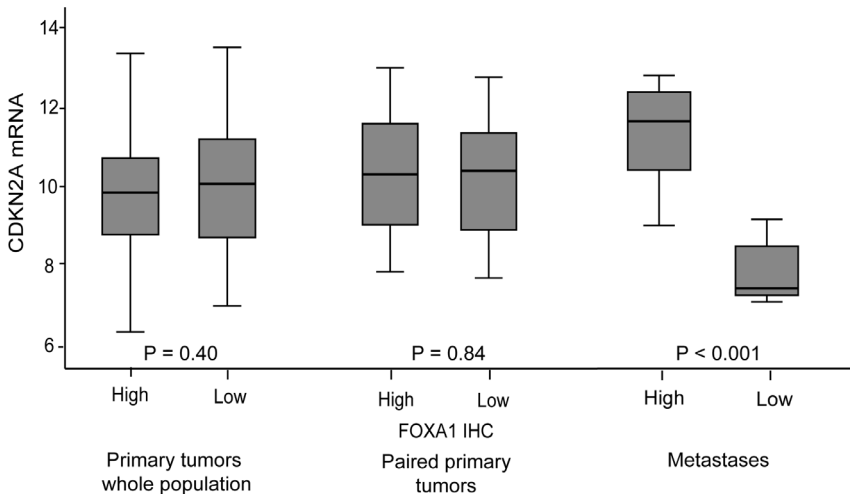 14
12
10
8
6
CDKN2A mRNA
P = 0.40
P = 0.84
P < 0.001
High
Low
High
Low
High
Low
FOXA1 IHC
Primary tumors
whole population
Paired primary
tumors
Metastases